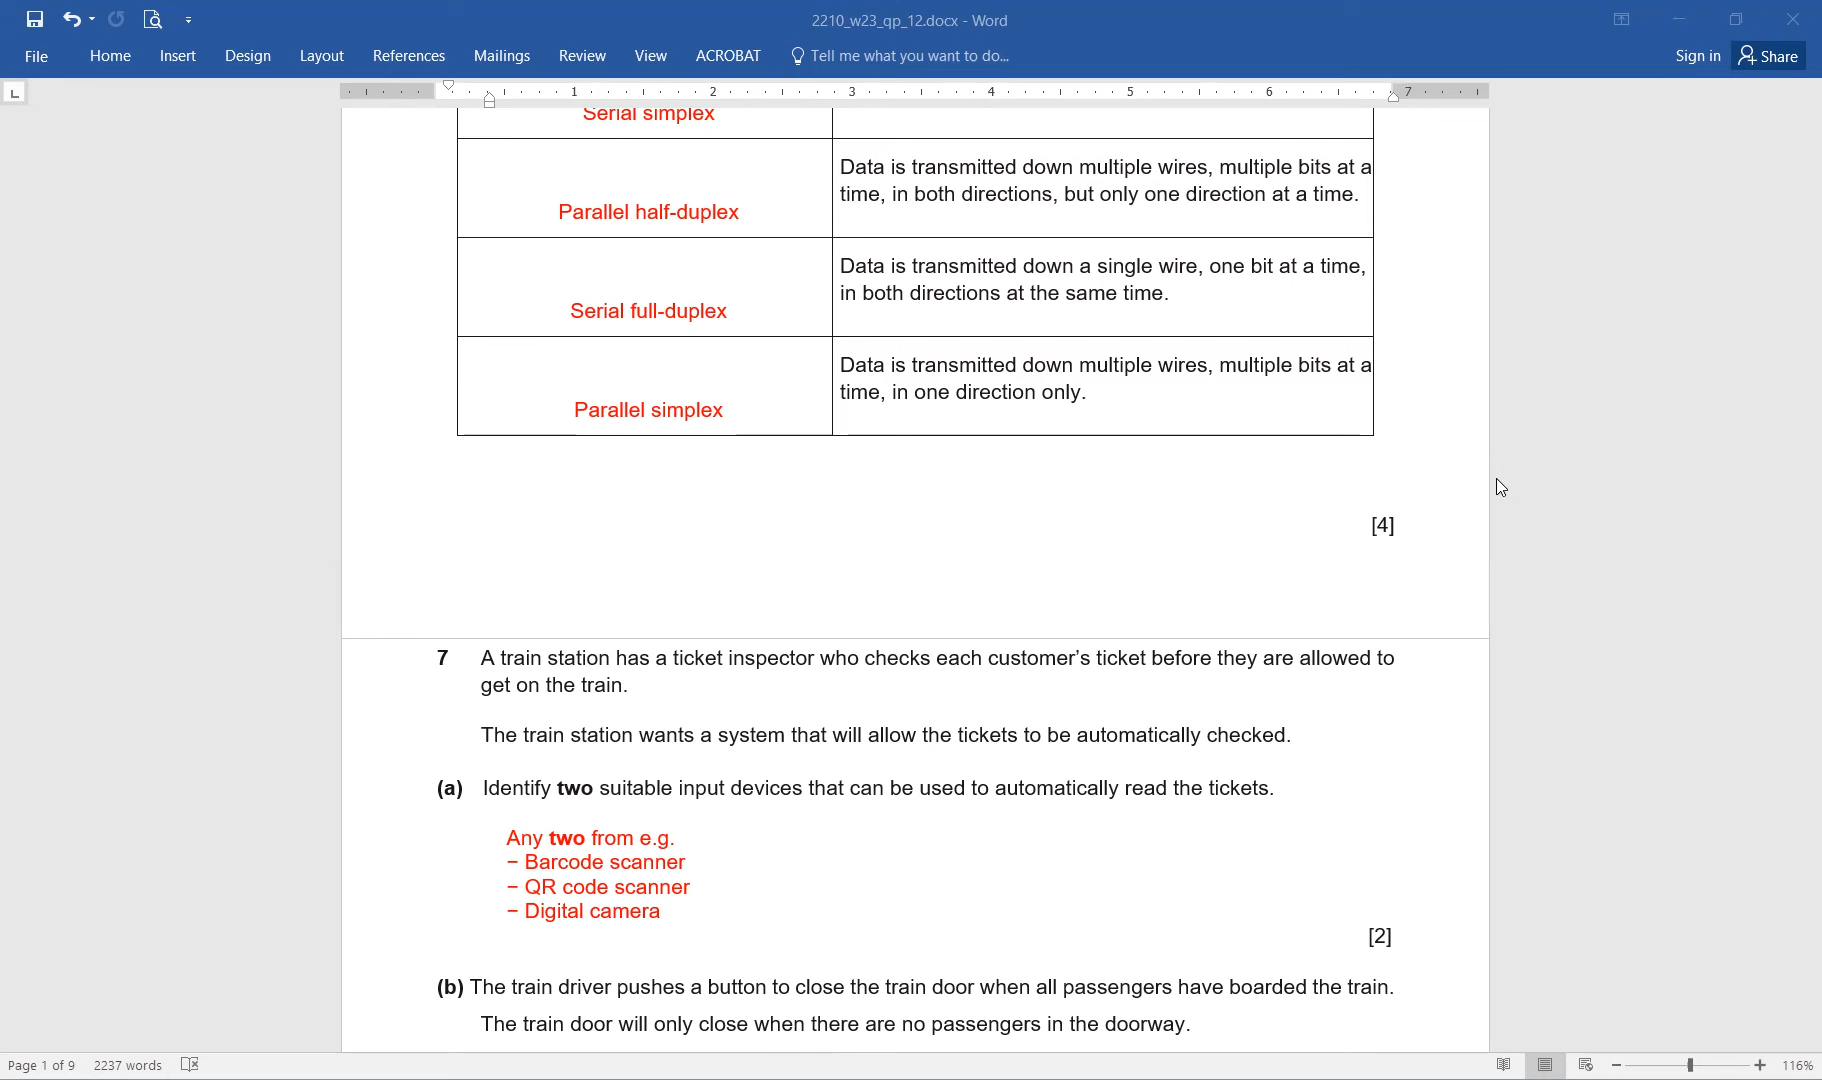 2210_w23_qp_12.docx - Word
File Home Insert Design Layout References Mailings Review View ACROBAT Tell me what you want to do... Sign in Share
L 1 2 3 4 5 6 7
Serial simplex
Data is transmitted down multiple wires, multiple bits at a
time, in both directions, but only one direction at a time.
Parallel half-duplex
Data is transmitted down a single wire, one bit at a time,
in both directions at the same time.
Serial full-duplex
Data is transmitted down multiple wires, multiple bits at a
time, in one direction only.
Parallel simplex
[4]
7 A train station has a ticket inspector who checks each customer’s ticket before they are allowed to
get on the train.
The train station wants a system that will allow the tickets to be automatically checked.
(a) Identify two suitable input devices that can be used to automatically read the tickets.
Any two from e.g.
− Barcode scanner
− QR code scanner
− Digital camera
[2]
(b) The train driver pushes a button to close the train door when all passengers have boarded the train.
The train door will only close when there are no passengers in the doorway.
Page 1 of 9 2237 words 116%